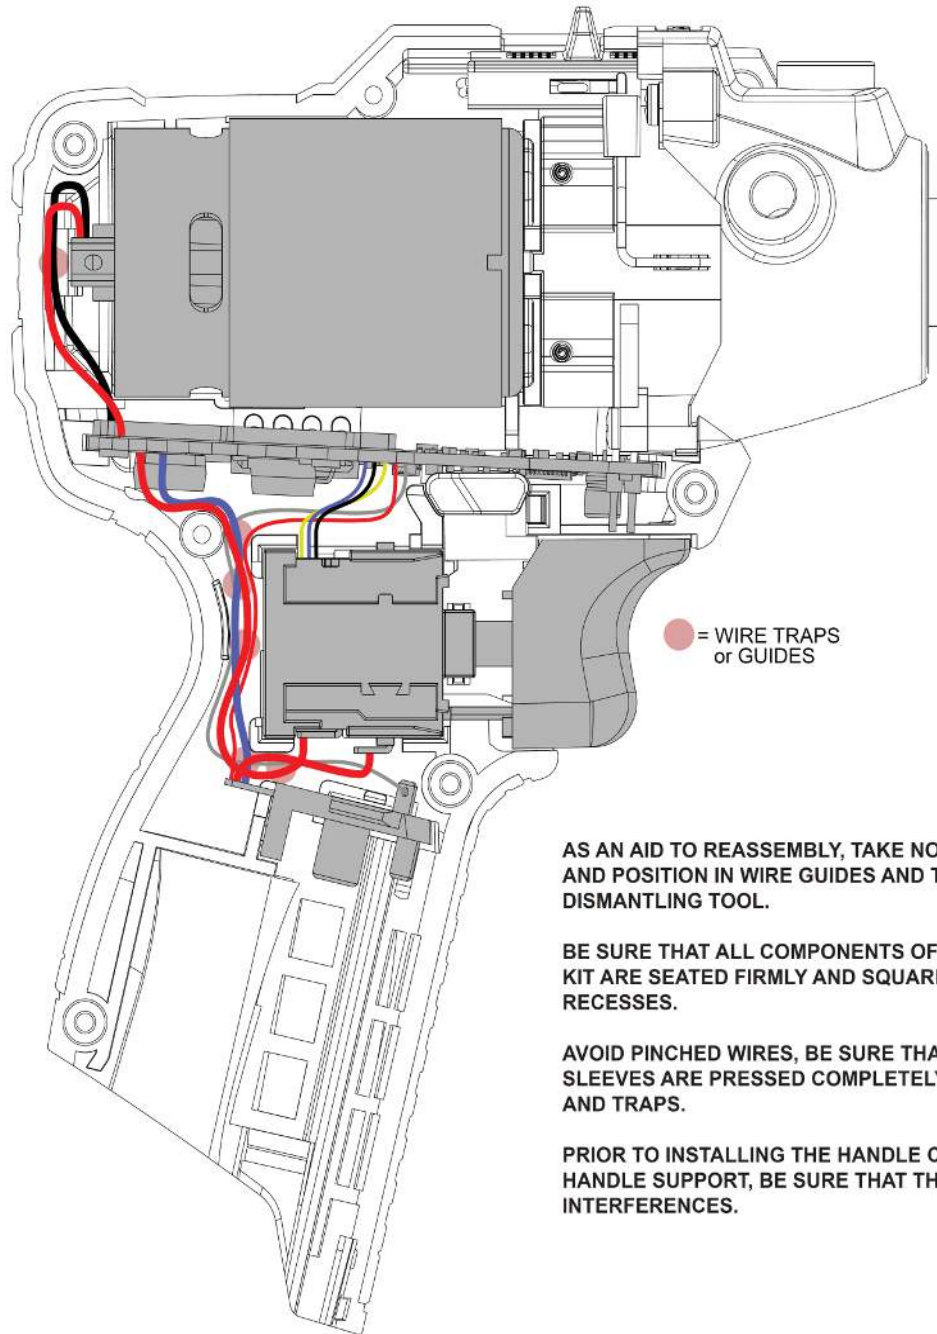 = WIRE TRAPS
or GUIDES
AS AN AID TO REASSEMBLY, TAKE NO
AND POSITION IN WIRE GUIDES AND T
DISMANTLING TOOL.
BE SURE THAT ALL COMPONENTS OF
KIT ARE SEATED FIRMLY AND SQUAR
RECESSES.
AVOID PINCHED WIRES, BE SURE THA
SLEEVES ARE PRESSED COMPLETELY
AND TRAPS.
PRIOR TO INSTALLING THE HANDLE C
HANDLE SUPPORT, BE SURE THAT TH
INTERFERENCES.